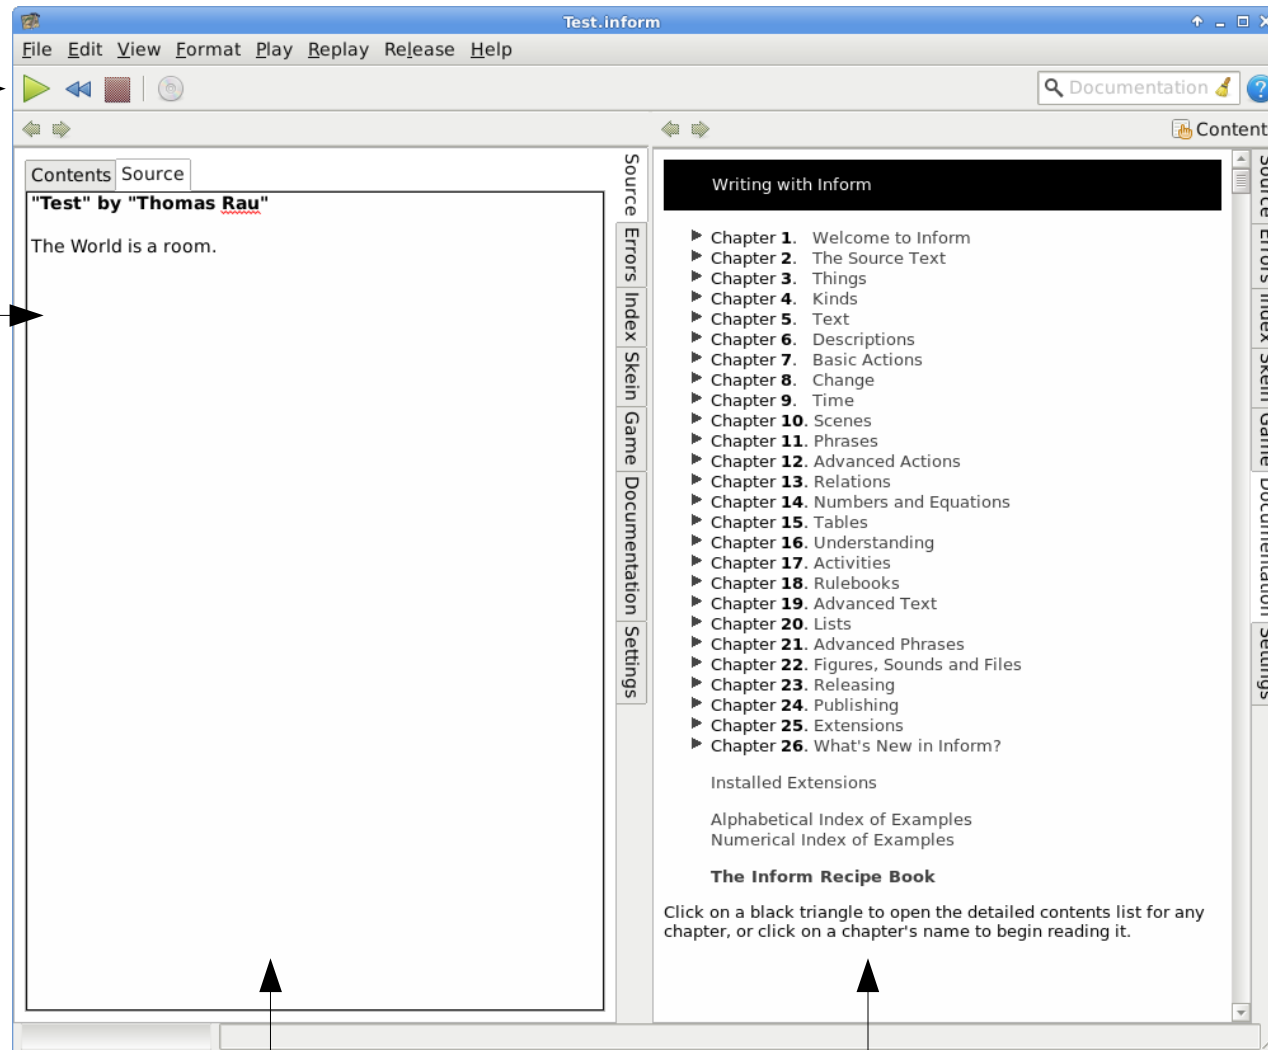 Test.inform
File Edit View Format Play Replay Release Help
Documentation
Content
Contents Source
"Test" by "Thomas Rau"
The World is a room.
Source
Errors
Index
Skein
Game
Documentation
Settings
Writing with Inform
Chapter 1. Welcome to Inform
Chapter 2. The Source Text
Chapter 3. Things
Chapter 4. Kinds
Chapter 5. Text
Chapter 6. Descriptions
Chapter 7. Basic Actions
Chapter 8. Change
Chapter 9. Time
Chapter 10. Scenes
Chapter 11. Phrases
Chapter 12. Advanced Actions
Chapter 13. Relations
Chapter 14. Numbers and Equations
Chapter 15. Tables
Chapter 16. Understanding
Chapter 17. Activities
Chapter 18. Rulebooks
Chapter 19. Advanced Text
Chapter 20. Lists
Chapter 21. Advanced Phrases
Chapter 22. Figures, Sounds and Files
Chapter 23. Releasing
Chapter 24. Publishing
Chapter 25. Extensions
Chapter 26. What's New in Inform?
Installed Extensions
Alphabetical Index of Examples
Numerical Index of Examples
The Inform Recipe Book
Click on a black triangle to open the detailed contents list for any
chapter, or click on a chapter's name to begin reading it.
Source
Errors
Index
Skein
Game
Documentation
Settings